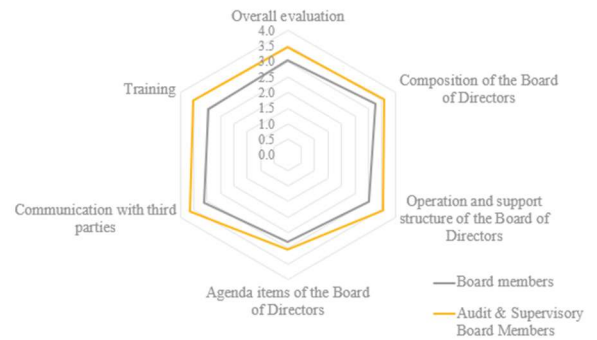 Overall evaluation
4.0
3.5
3.0
2.5
2.0
1.5
1.0
0.5
0.0
Composition of the Board
of Directors
Training
Operation and support
structure of the Board of
Directors
Communication with third
parties
Agenda items of the Board
of Directors
Board members
Audit & Supervisory
Board Members